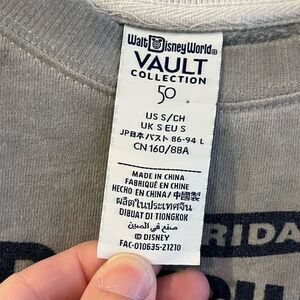 Walt Disney World®
VAULT
COLLECTION
50
US S/CH
UK S EU S
JP日本 バスト 86-94 L
CN 160/88A
MADE IN CHINA
FABRIQUÉ EN CHINE
HECHO EN CHINA/ 中國製
ผลิตในประเทศจีน
DIBUAT DI TIONGKOK
صنع في الصين
© DISNEY
FAC-010635-21210
RIDA